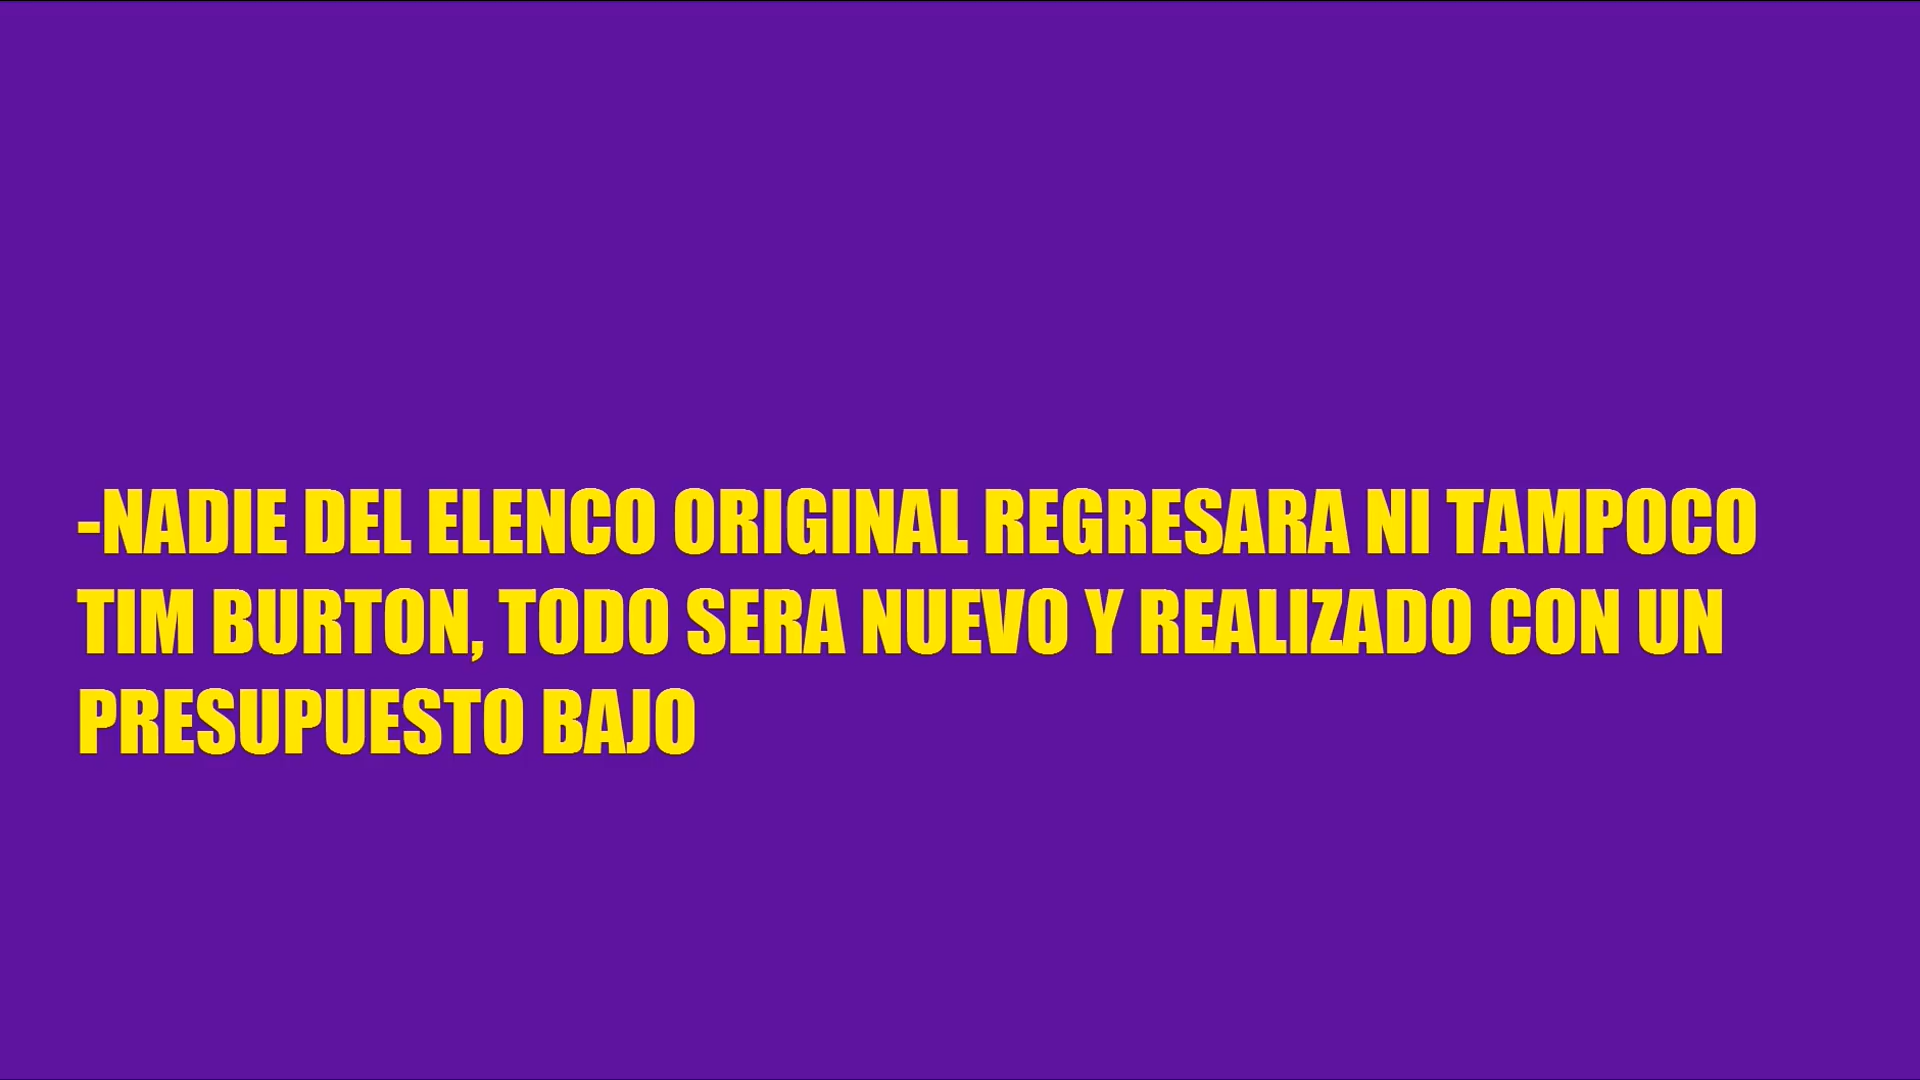 -NADIE DEL ELENCO ORIGINAL REGRESARA NI TAMPOCO
TIM BURTON, TODO SERA NUEVO Y REALIZADO CON UN
PRESUPUESTO BAJO